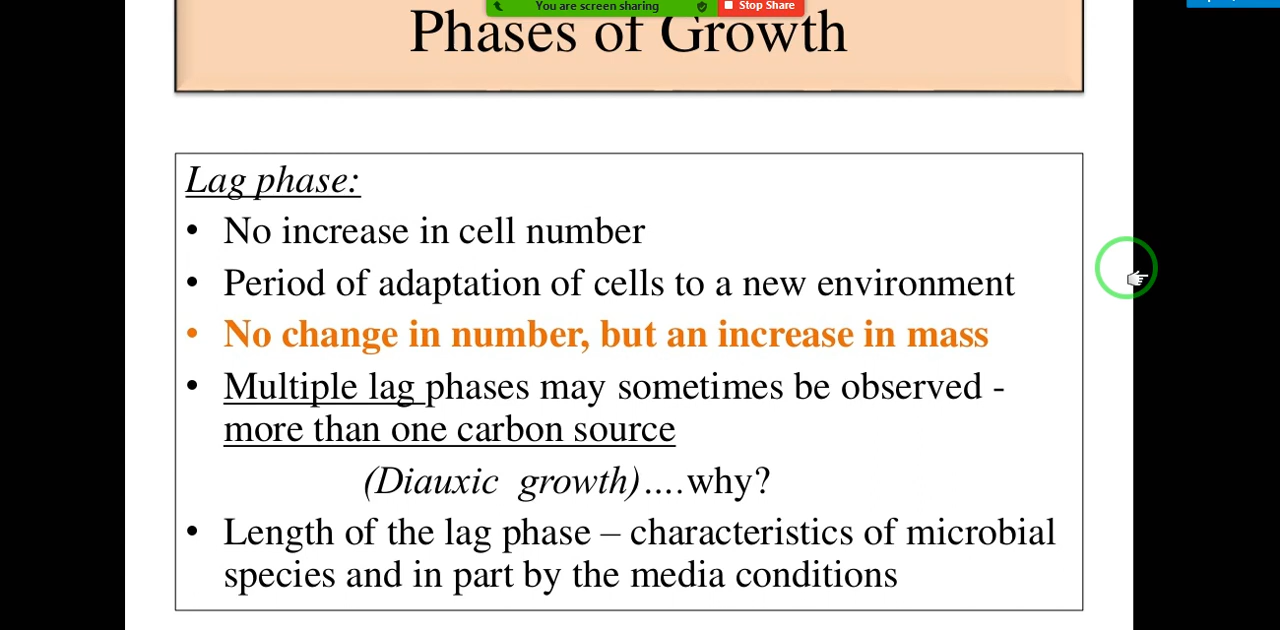 You are screen sharing Stop Share
Phases of Growth
Lag phase:
• No increase in cell number
• Period of adaptation of cells to a new environment
• No change in number, but an increase in mass
• Multiple lag phases may sometimes be observed -
more than one carbon source
(Diauxic growth)....why?
• Length of the lag phase – characteristics of microbial
species and in part by the media conditions